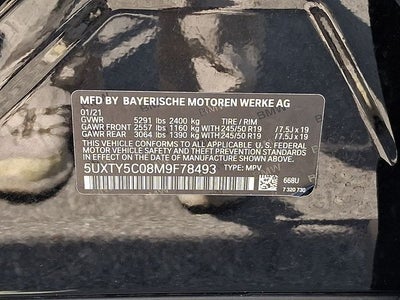 MFD BY BAYERISCHE MOTOREN WERKE AG
01/21
GVWR 5291 lbs 2400 kg TIRE / RIM
GAWR FRONT 2557 lbs 1160 kg WITH 245/50 R19 /7.5J x 19
GAWR REAR 3064 lbs 1390 kg WITH 245/50 R19 /7.5J x 19
THIS VEHICLE CONFORMS TO ALL APPLICABLE U.S. FEDERAL
MOTOR VEHICLE SAFETY AND THEFT PREVENTION STANDARDS
IN EFFECT ON THE DATE OF MANUFACTURE SHOWN ABOVE.
5UXTY5C08M9F78493 TYPE: MPV
668U
7 320 730